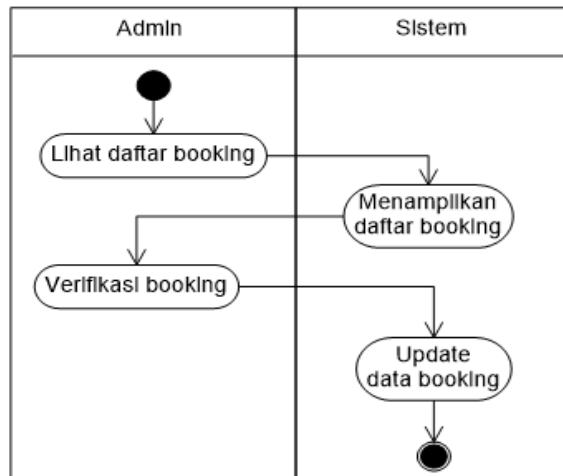 Admin
Sistem
Lihat daftar booking
Menampilkan
daftar booking
Verifikasi booking
Update
data booking